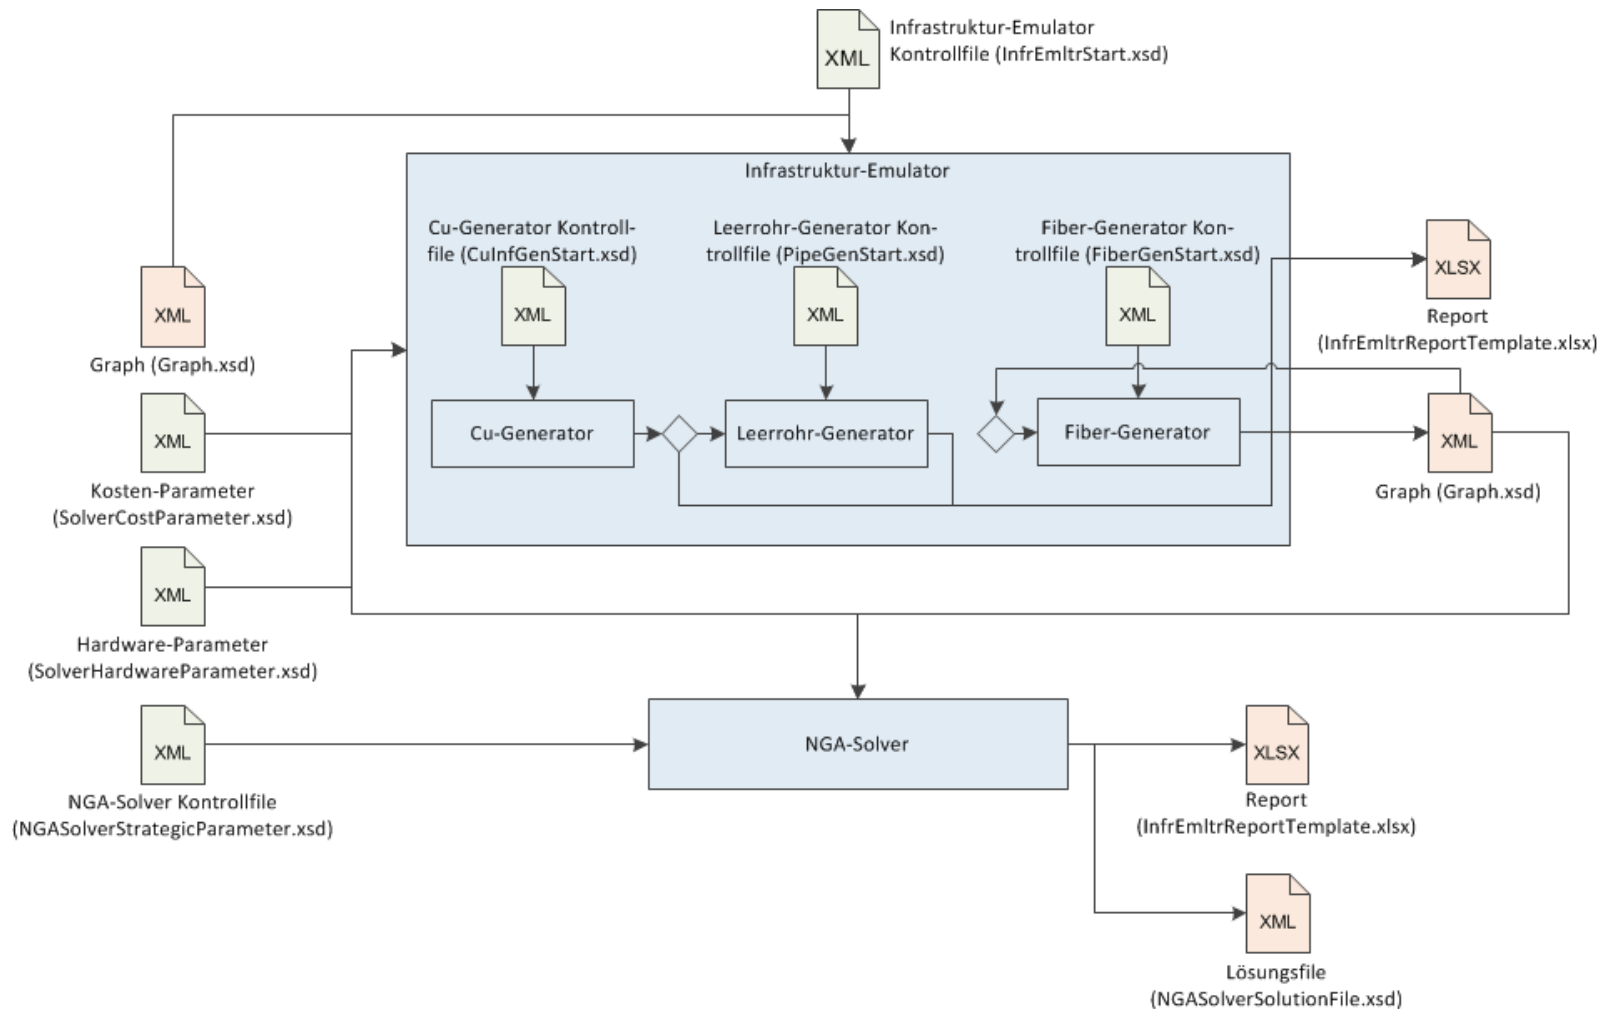 XML
Infrastruktur-Emulator
Kontrollfile (InfrEmltrStart.xsd)
Infrastruktur-Emulator
Cu-Generator Kontroll-
file (CuInfGenStart.xsd)
XML
Leerrohr-Generator Kon-
trollfile (PipeGenStart.xsd)
XML
Fiber-Generator Kon-
trollfile (FiberGenStart.xsd)
XML
XLSX
Report
(InfrEmltrReportTemplate.xlsx)
XML
Graph (Graph.xsd)
XML
Kosten-Parameter
(SolverCostParameter.xsd)
Cu-Generator
Leerrohr-Generator
Fiber-Generator
XML
Graph (Graph.xsd)
XML
Hardware-Parameter
(SolverHardwareParameter.xsd)
XML
NGA-Solver Kontrollfile
(NGASolverStrategicParameter.xsd)
NGA-Solver
XLSX
Report
(InfrEmltrReportTemplate.xlsx)
XML
Lösungsfile
(NGASolverSolutionFile.xsd)